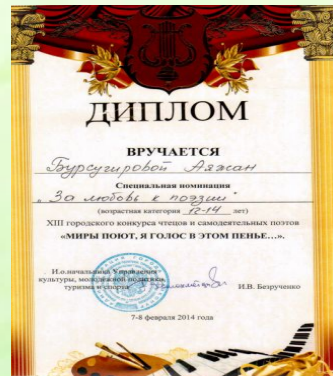 ДИПЛОМ
ВРУЧАЕТСЯ
Бурсугировой Аяжан
Специальная номинация
„За любовь к поэзии"
(возрастная категория 12-14 лет)
XIII городского конкурса чтецов и самодеятельных поэтов
«МИРЫ ПОЮТ, Я ГОЛОС В ЭТОМ ПЕНЬЕ…».
И.о.начальника Управления
культуры, молодежной политики,
туризма и спорта
И.В. Безрученко
7-8 февраля 2014 года